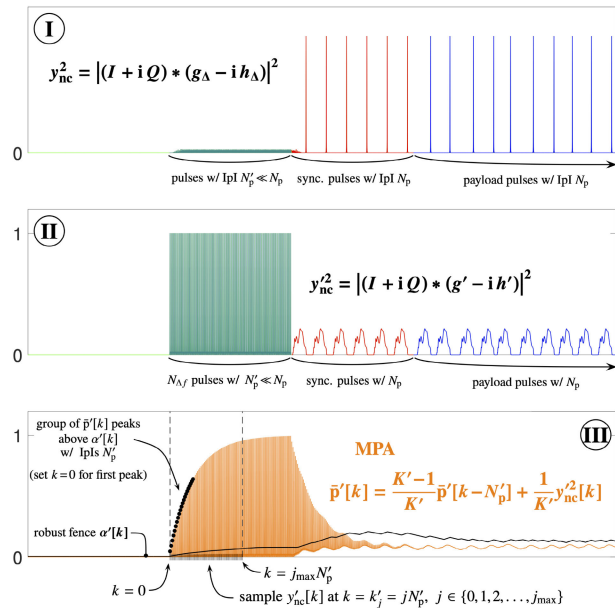 I
y²nc = |(I + i Q) ∗ (gΔ − i hΔ)|²
0
pulses w/ IpI N′p ≪ Np
sync. pulses w/ IpI Np
payload pulses w/ IpI Np
II
1
y′²nc = |(I + i Q) ∗ (g′ − i h′)|²
0
NΔf pulses w/ N′p ≪ Np
sync. pulses w/ Np
payload pulses w/ Np
III
group of p̄′[k] peaks
above α′[k]
w/ IpIs N′p
(set k=0 for first peak)
1
MPA
p̄′[k] = K′−1/K′ p̄′[k−N′p] + 1/K′ y′²nc[k]
robust fence α′[k]
0
k = 0
k = jmaxN′p
sample y′nc[k] at k = k′j = jN′p, j ∈ {0, 1, 2, . . . , jmax}